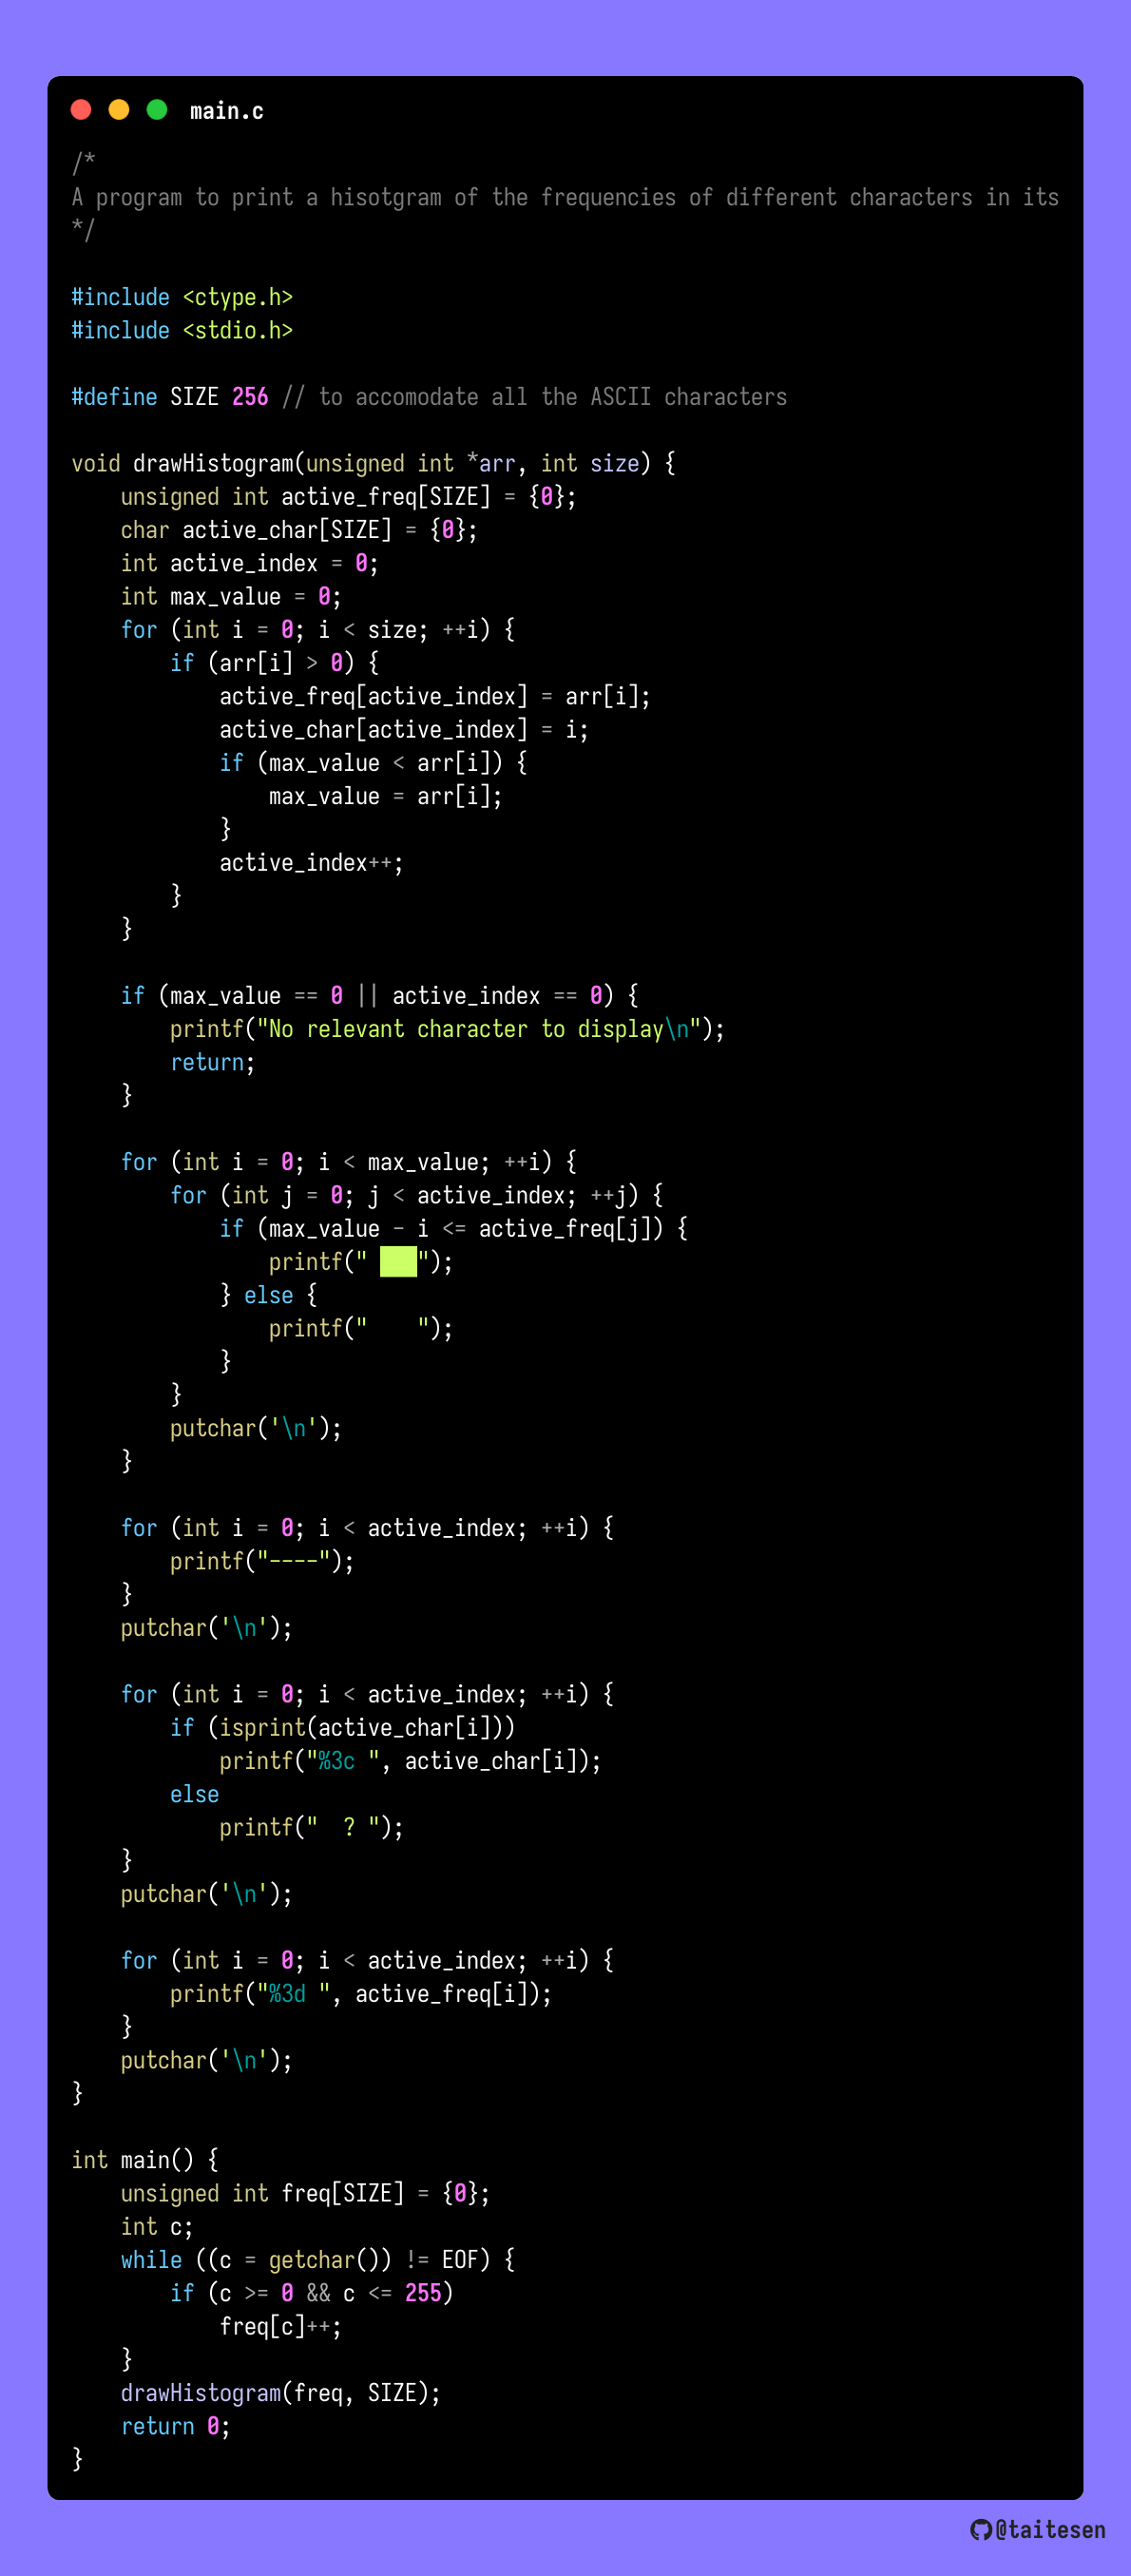 main.c
/*
A program to print a hisotgram of the frequencies of different characters in its
*/
#include <ctype.h>
#include <stdio.h>
#define SIZE 256 // to accomodate all the ASCII characters
void drawHistogram(unsigned int *arr, int size) {
    unsigned int active_freq[SIZE] = {0};
    char active_char[SIZE] = {0};
    int active_index = 0;
    int max_value = 0;
    for (int i = 0; i < size; ++i) {
        if (arr[i] > 0) {
            active_freq[active_index] = arr[i];
            active_char[active_index] = i;
            if (max_value < arr[i]) {
                max_value = arr[i];
            }
            active_index++;
        }
    }
    if (max_value == 0 || active_index == 0) {
        printf("No relevant character to display\n");
        return;
    }
    for (int i = 0; i < max_value; ++i) {
        for (int j = 0; j < active_index; ++j) {
            if (max_value - i <= active_freq[j]) {
                printf(" ███");
            } else {
                printf("    ");
            }
        }
        putchar('\n');
    }
    for (int i = 0; i < active_index; ++i) {
        printf("----");
    }
    putchar('\n');
    for (int i = 0; i < active_index; ++i) {
        if (isprint(active_char[i]))
            printf("%3c ", active_char[i]);
        else
            printf("  ? ");
    }
    putchar('\n');
    for (int i = 0; i < active_index; ++i) {
        printf("%3d ", active_freq[i]);
    }
    putchar('\n');
}
int main() {
    unsigned int freq[SIZE] = {0};
    int c;
    while ((c = getchar()) != EOF) {
        if (c >= 0 && c <= 255)
            freq[c]++;
    }
    drawHistogram(freq, SIZE);
    return 0;
}
@taitesen